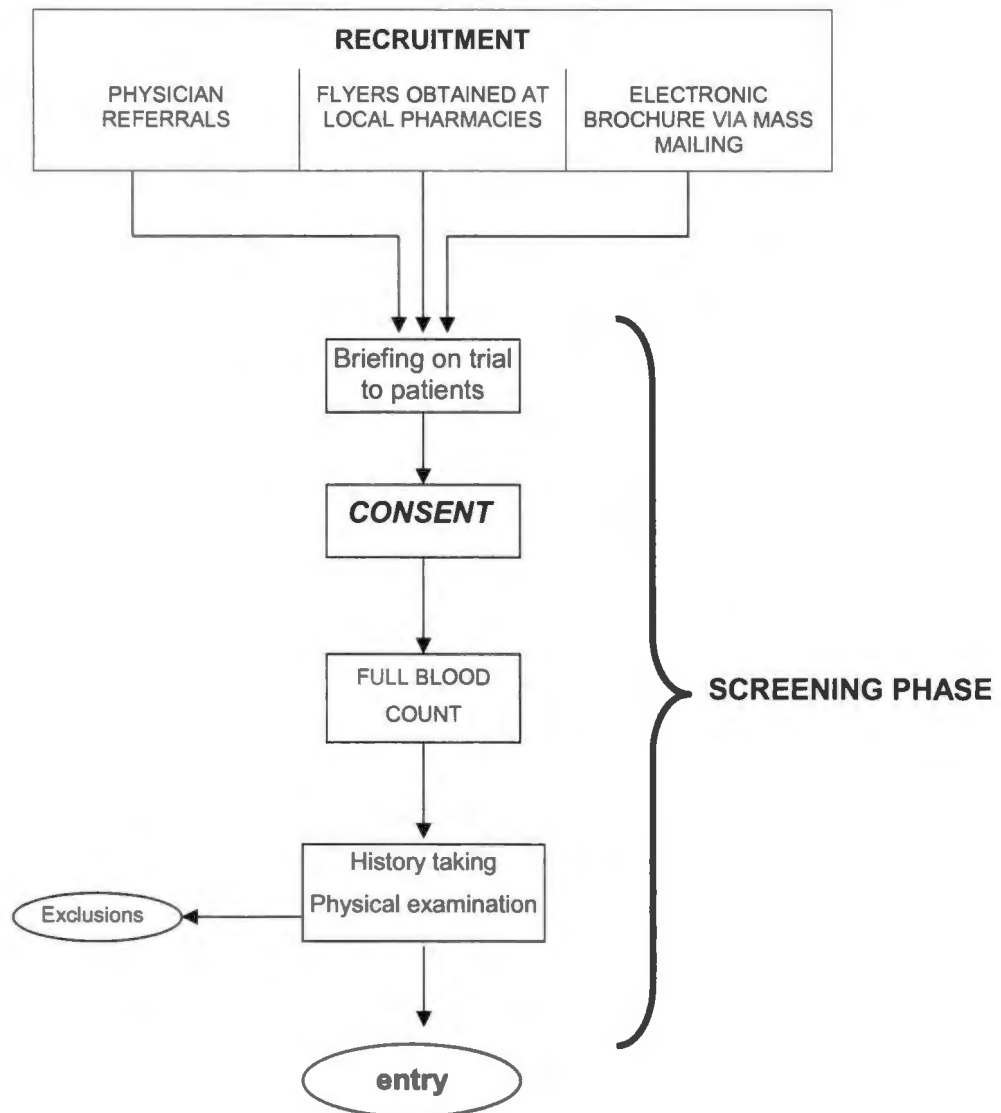 RECRUITMENT
PHYSICIAN
REFERRALS
FLYERS OBTAINED AT
LOCAL PHARMACIES
ELECTRONIC
BROCHURE VIA MASS
MAILING
Briefing on trial
to patients
CONSENT
FULL BLOOD
COUNT
SCREENING PHASE
History taking
Physical examination
Exclusions
entry